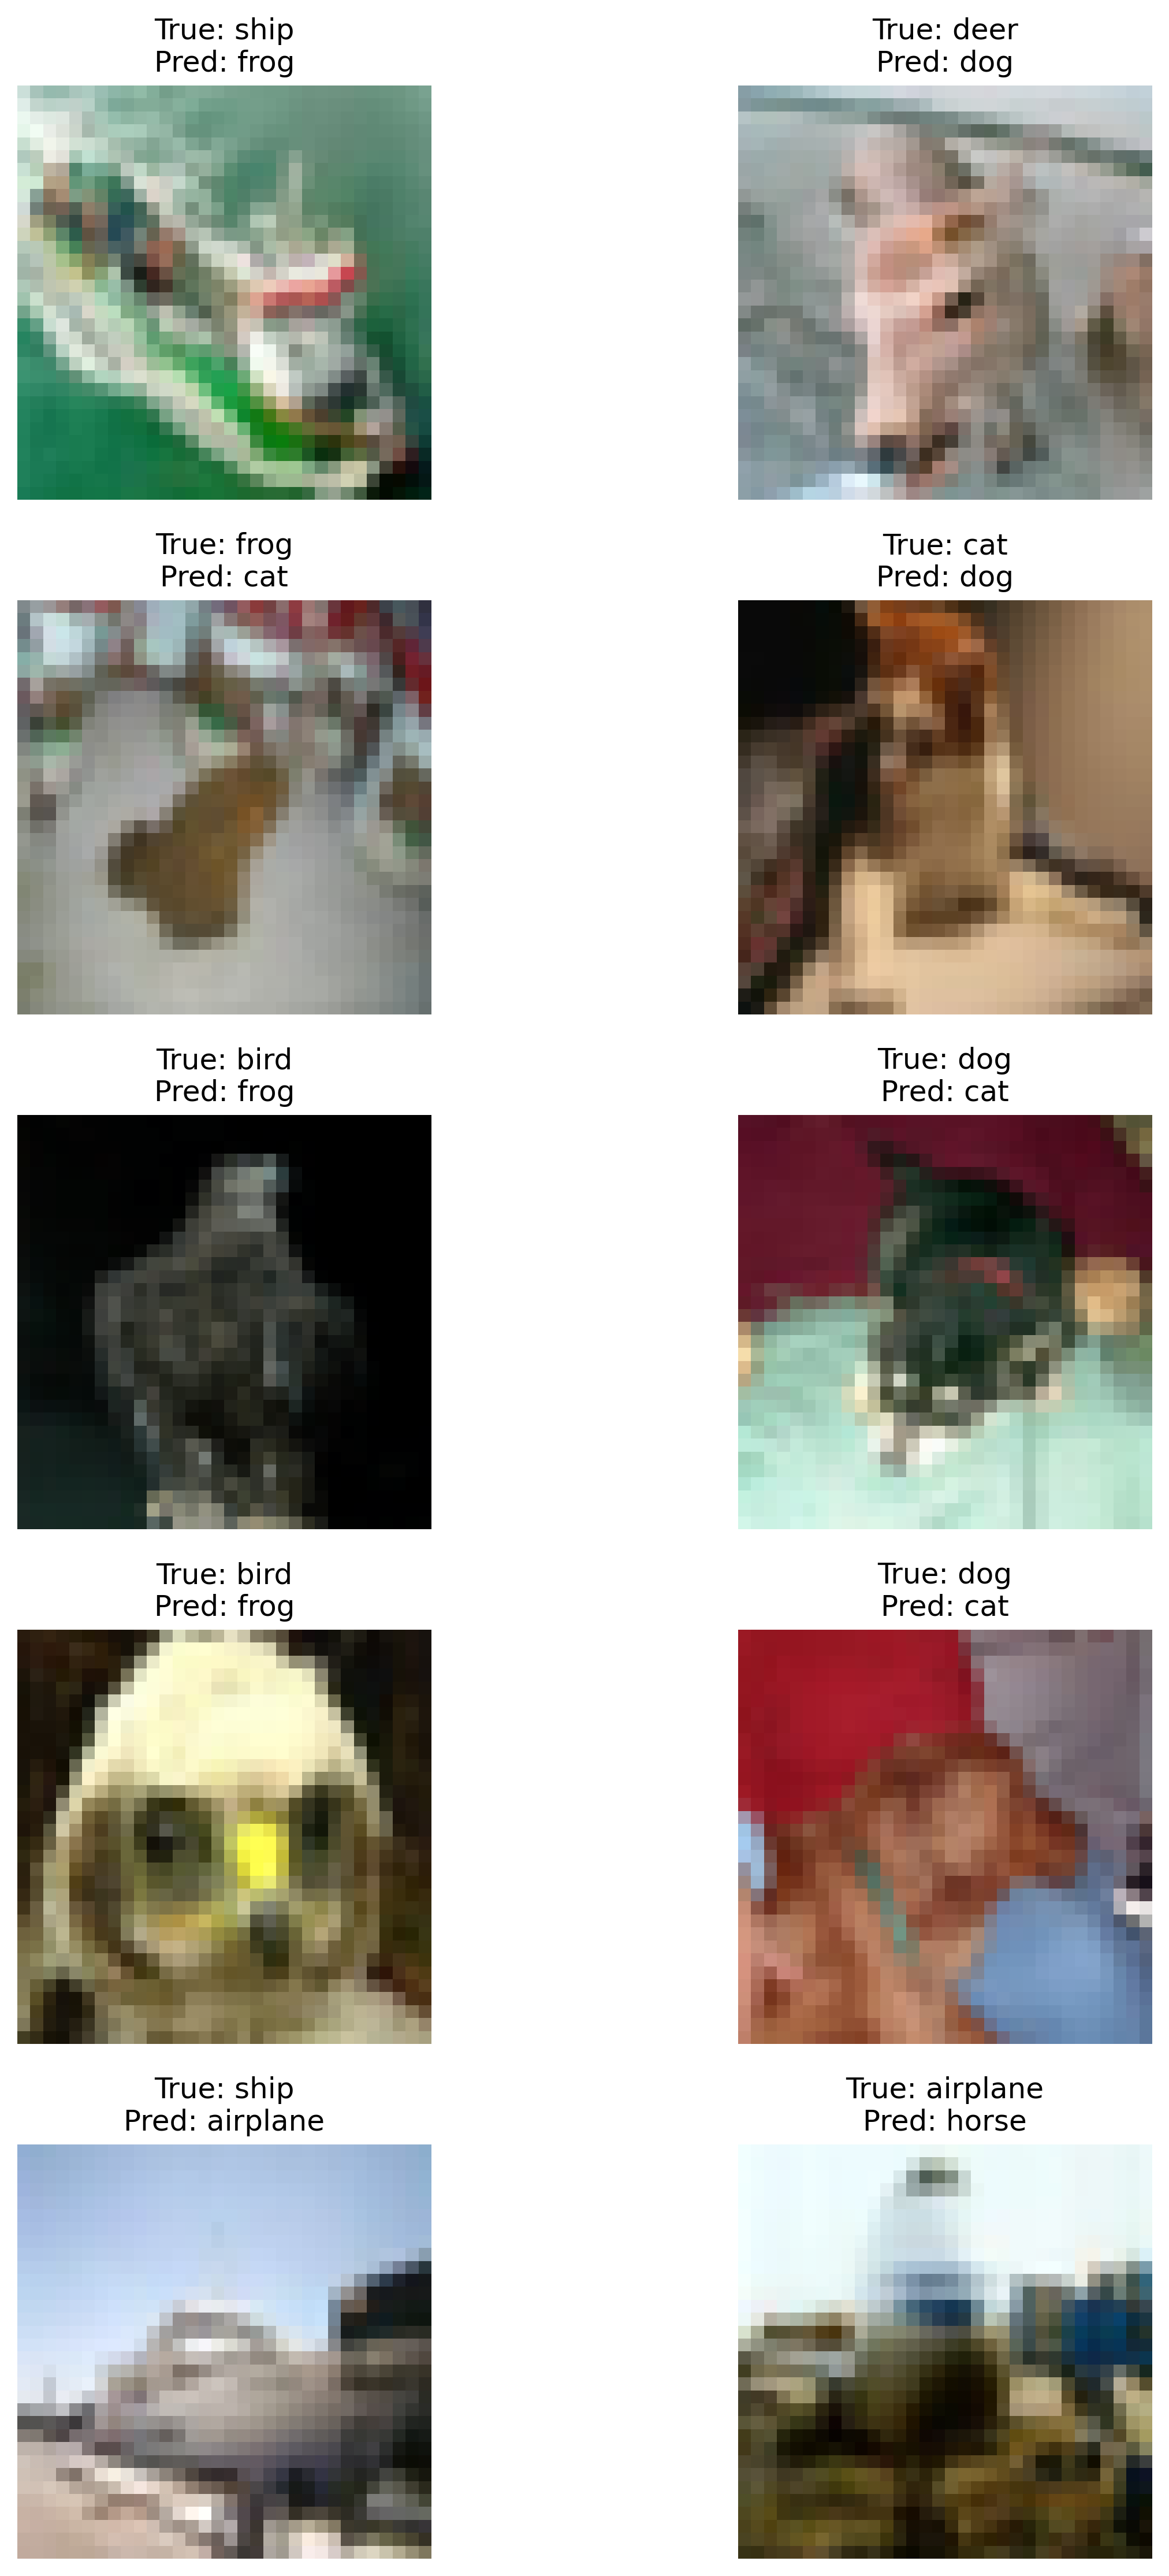 True: ship
Pred: frog
True: deer
Pred: dog
True: frog
Pred: cat
True: cat
Pred: dog
True: bird
Pred: frog
True: dog
Pred: cat
True: bird
Pred: frog
True: dog
Pred: cat
True: ship
Pred: airplane
True: airplane
Pred: horse